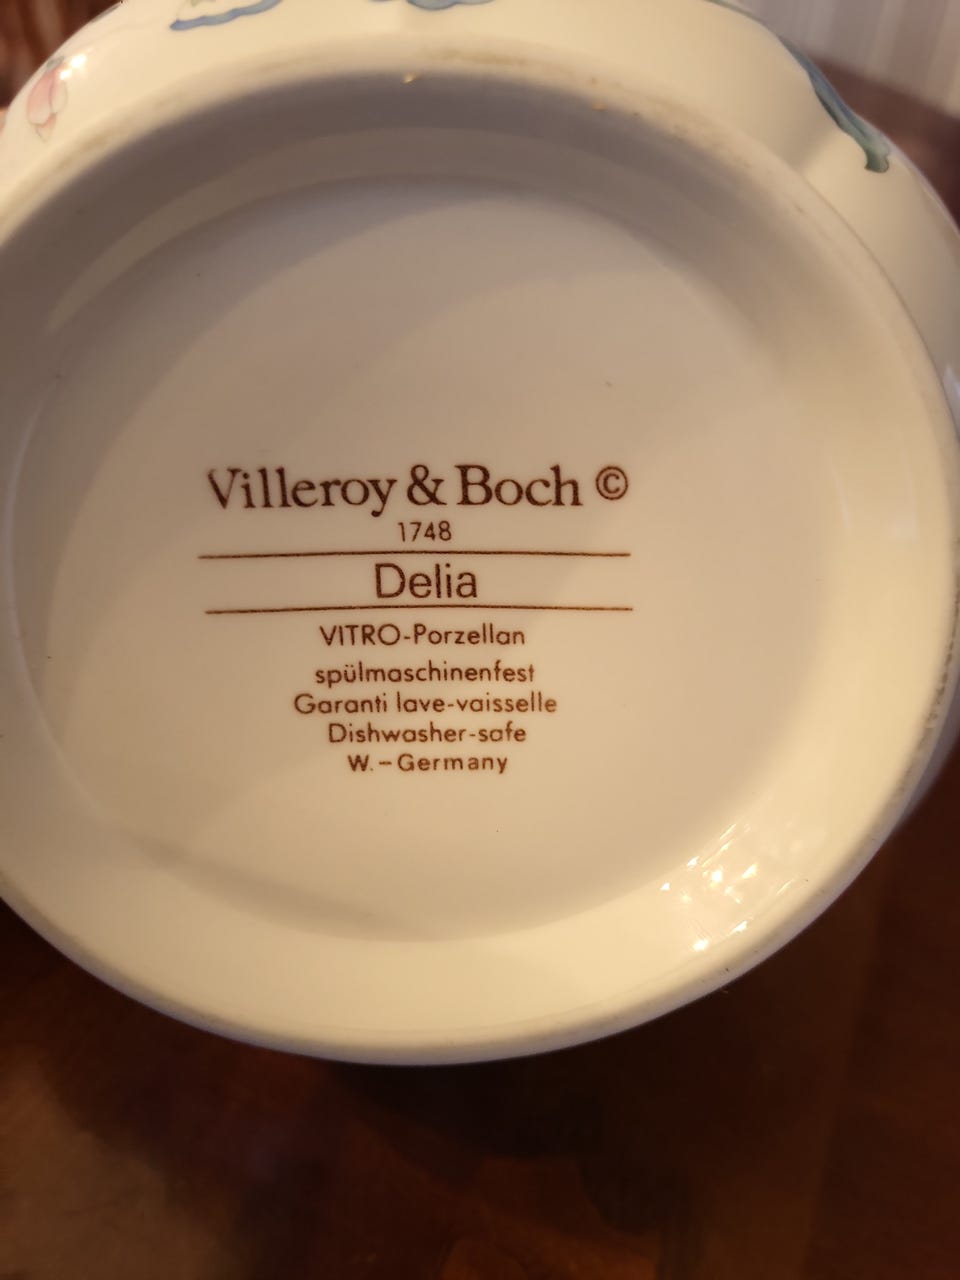 Villeroy & Boch ©
1748
Delia
VITRO-Porzellan
spülmaschinenfest
Garanti lave-vaisselle
Dishwasher-safe
W.-Germany